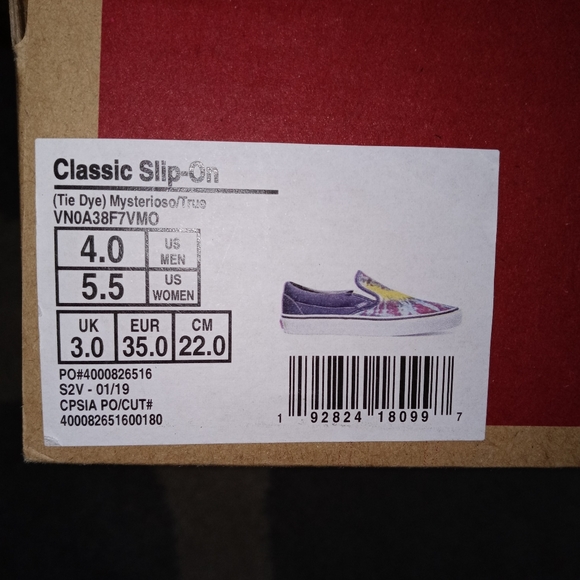 Classic Slip-On
(Tie Dye) Mysterioso/True
VN0A38F7VMO
4.0 US MEN
5.5 US WOMEN
UK EUR CM
3.0 35.0 22.0
PO#4000826516
S2V - 01/19
CPSIA PO/CUT#
400082651600180
1 92824 18099 7